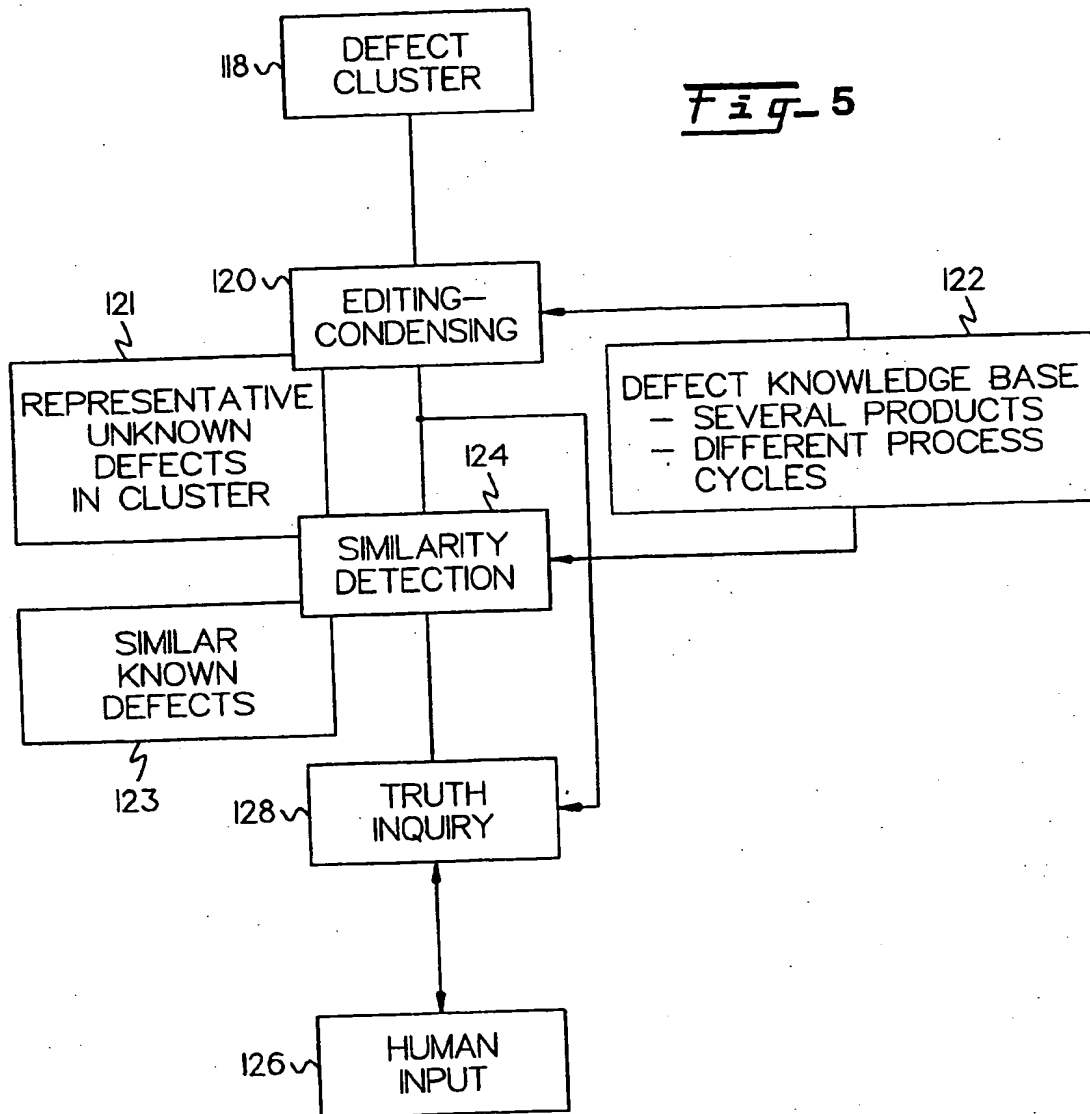 DEFECT
CLUSTER
118
Fig_ 5
120
EDITING—
CONDENSING
121
122
REPRESENTATIVE
UNKNOWN
DEFECTS
IN CLUSTER
DEFECT KNOWLEDGE BASE
— SEVERAL PRODUCTS
— DIFFERENT PROCESS
CYCLES
124
SIMILARITY
DETECTION
SIMILAR
KNOWN
DEFECTS
123
128
TRUTH
INQUIRY
126
HUMAN
INPUT